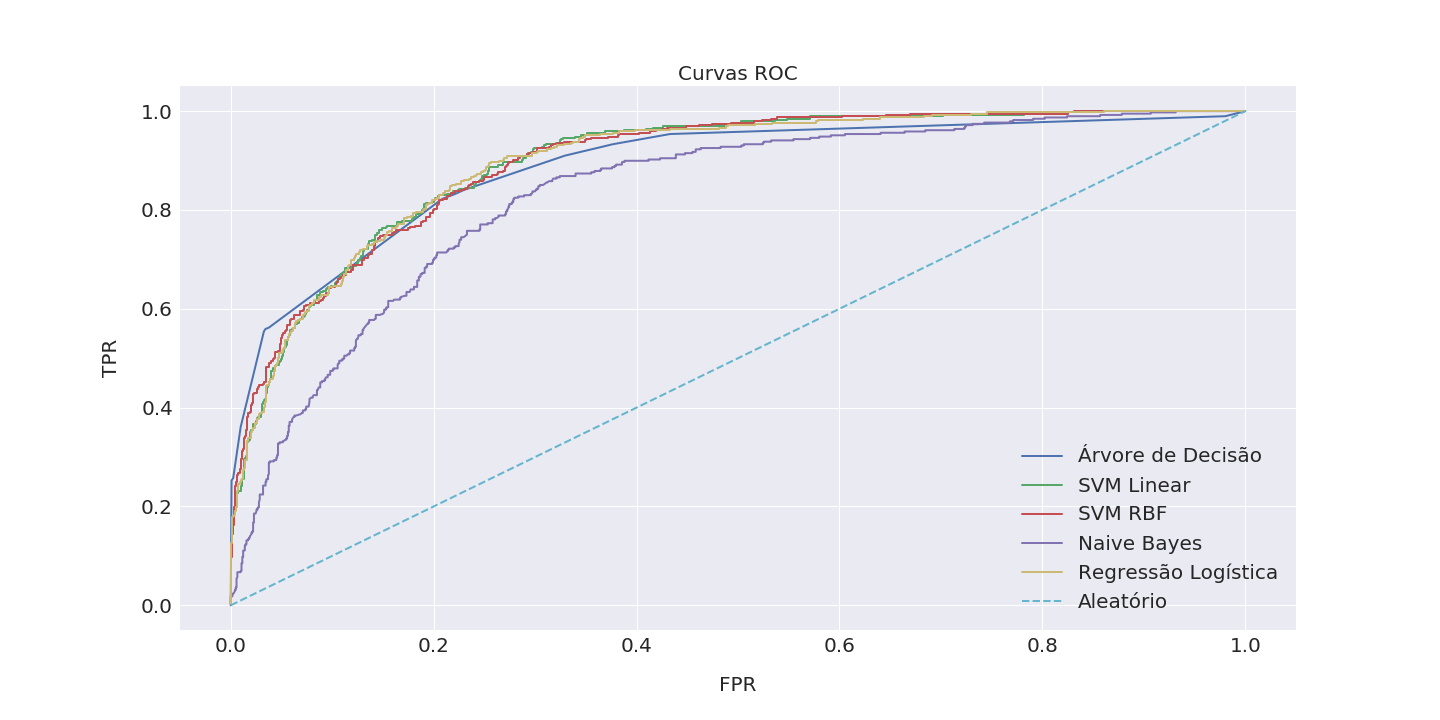 Curvas ROC
1.0
0.8
0.6
0.4
0.2
0.0
TPR
Árvore de Decisão
SVM Linear
SVM RBF
Naive Bayes
Regressão Logística
Aleatório
0.0 0.2 0.4 0.6 0.8 1.0
FPR